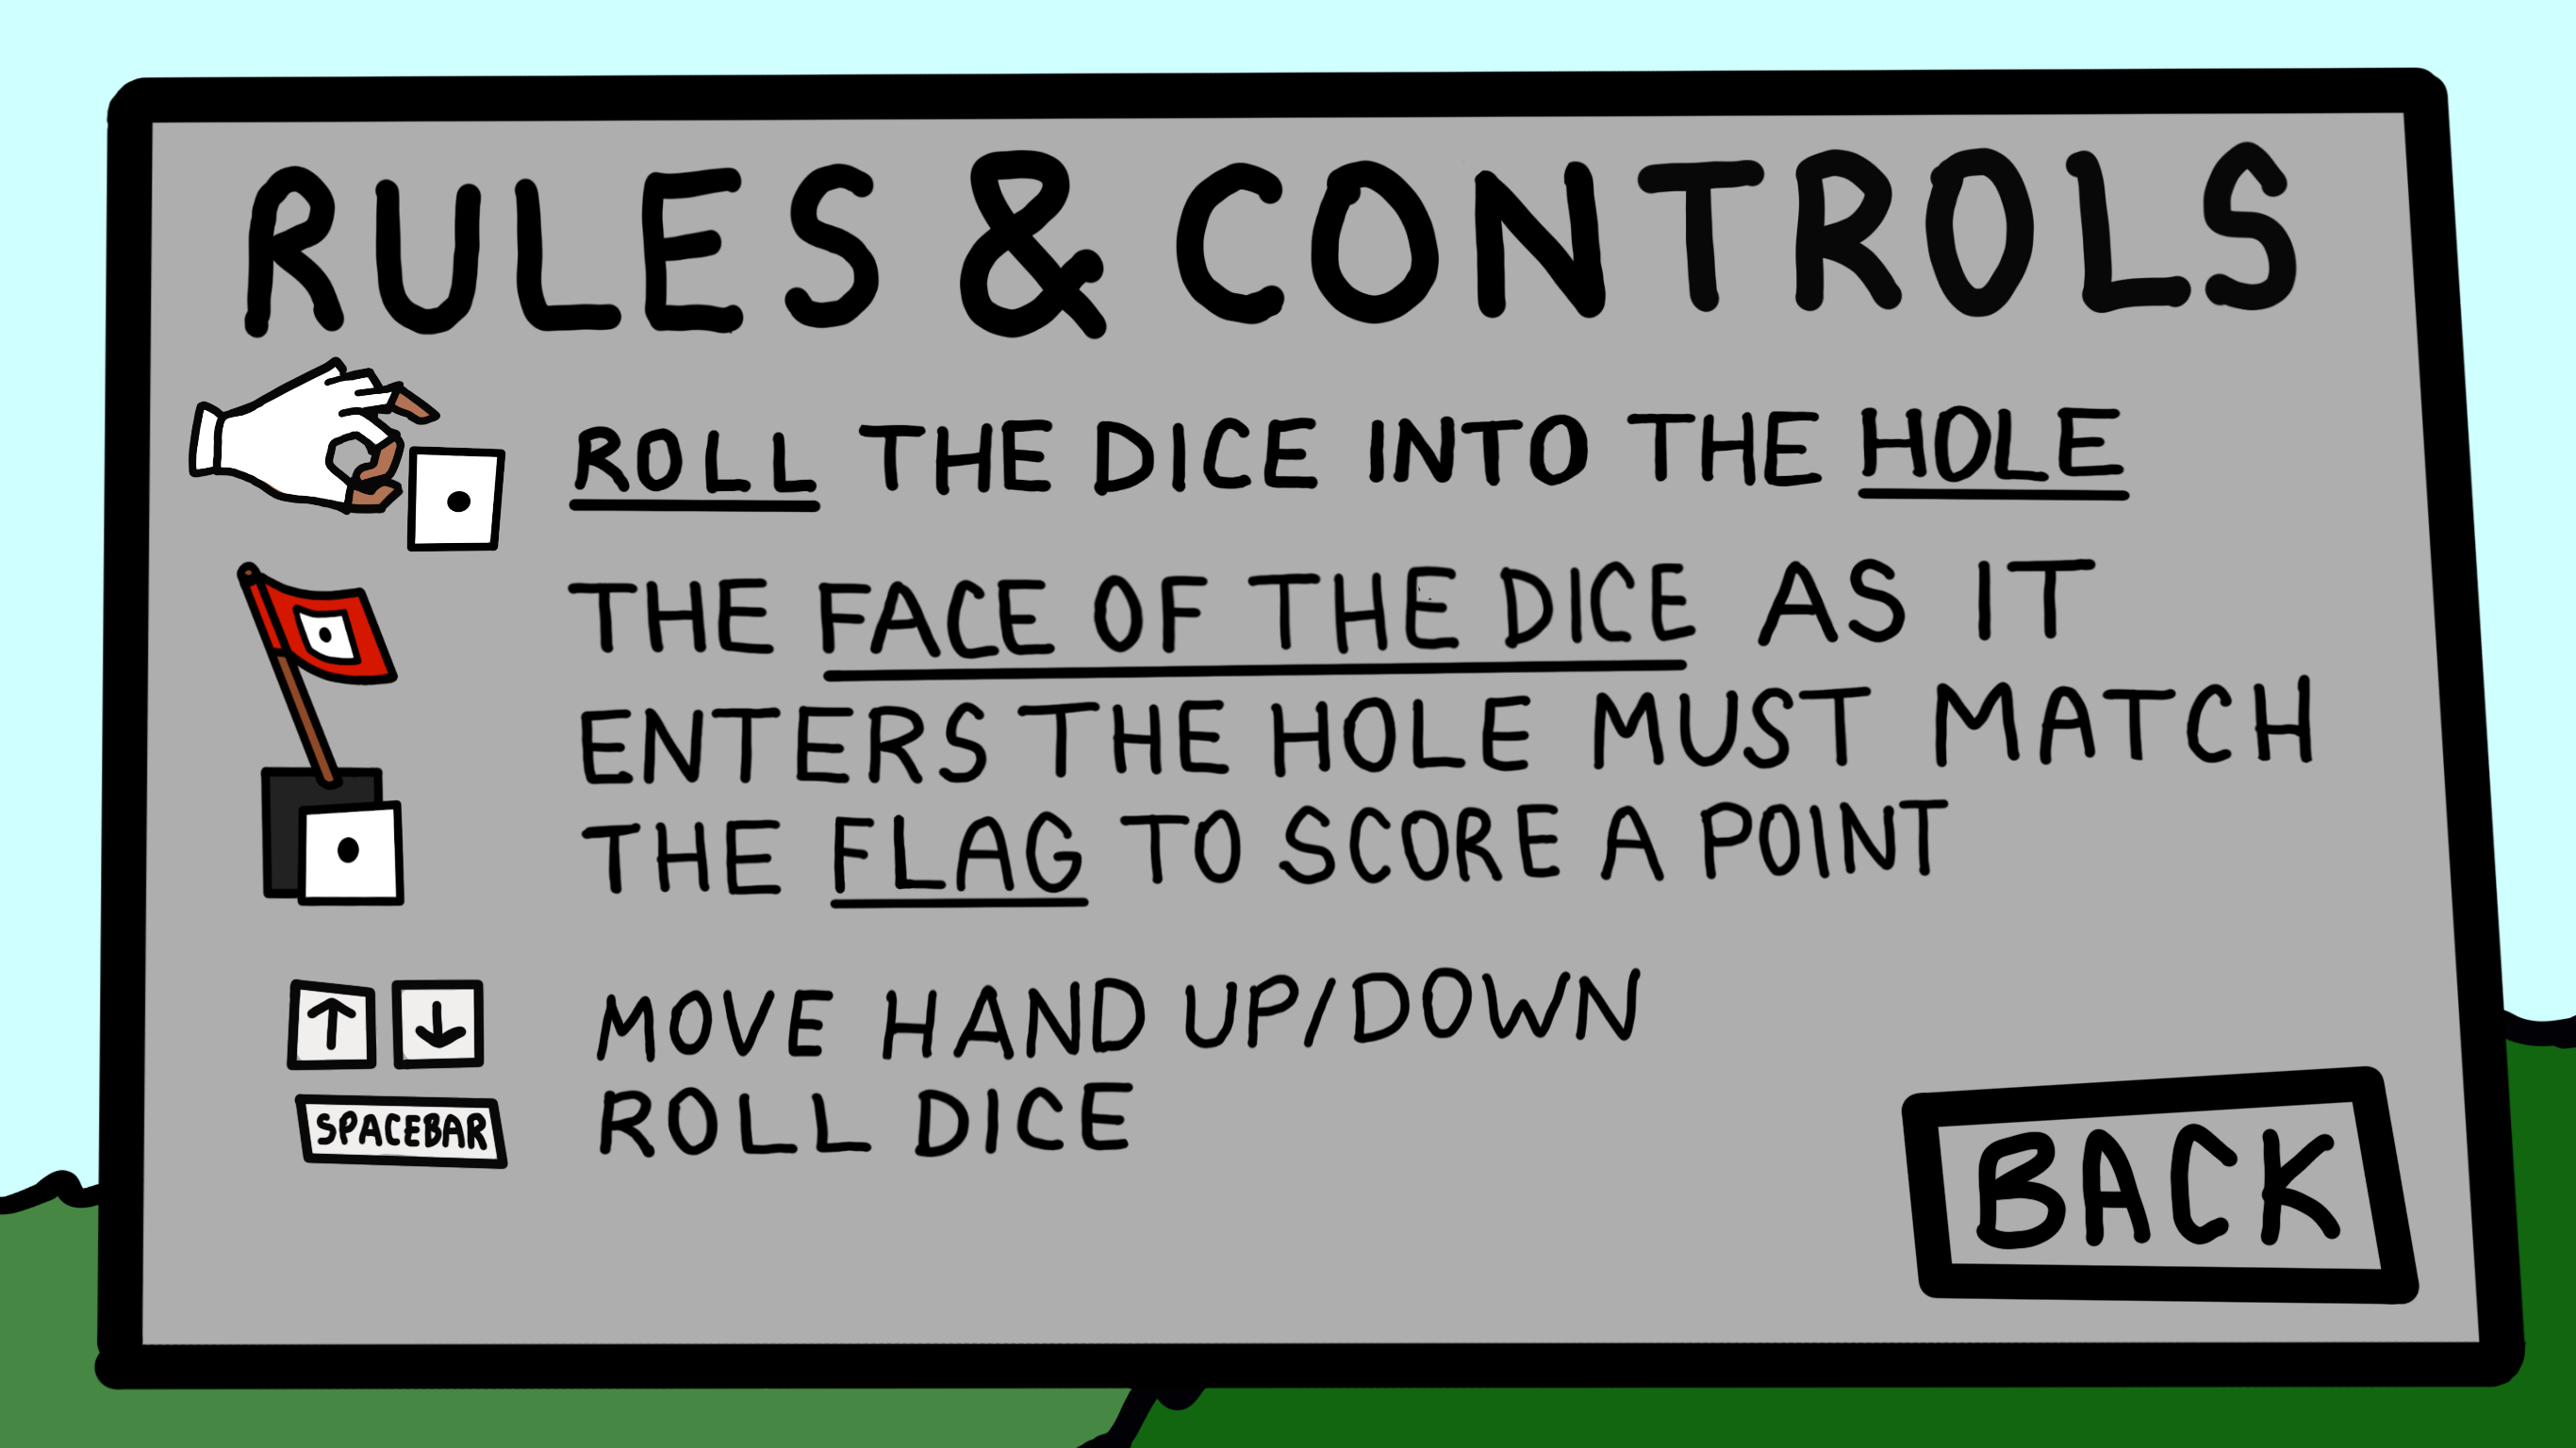 RULES & CONTROLS
ROLL THE DICE INTO THE HOLE
THE FACE OF THE DICE AS IT
ENTERS THE HOLE MUST MATCH
THE FLAG TO SCORE A POINT
↑ ↓ MOVE HAND UP/DOWN
SPACEBAR ROLL DICE
BACK